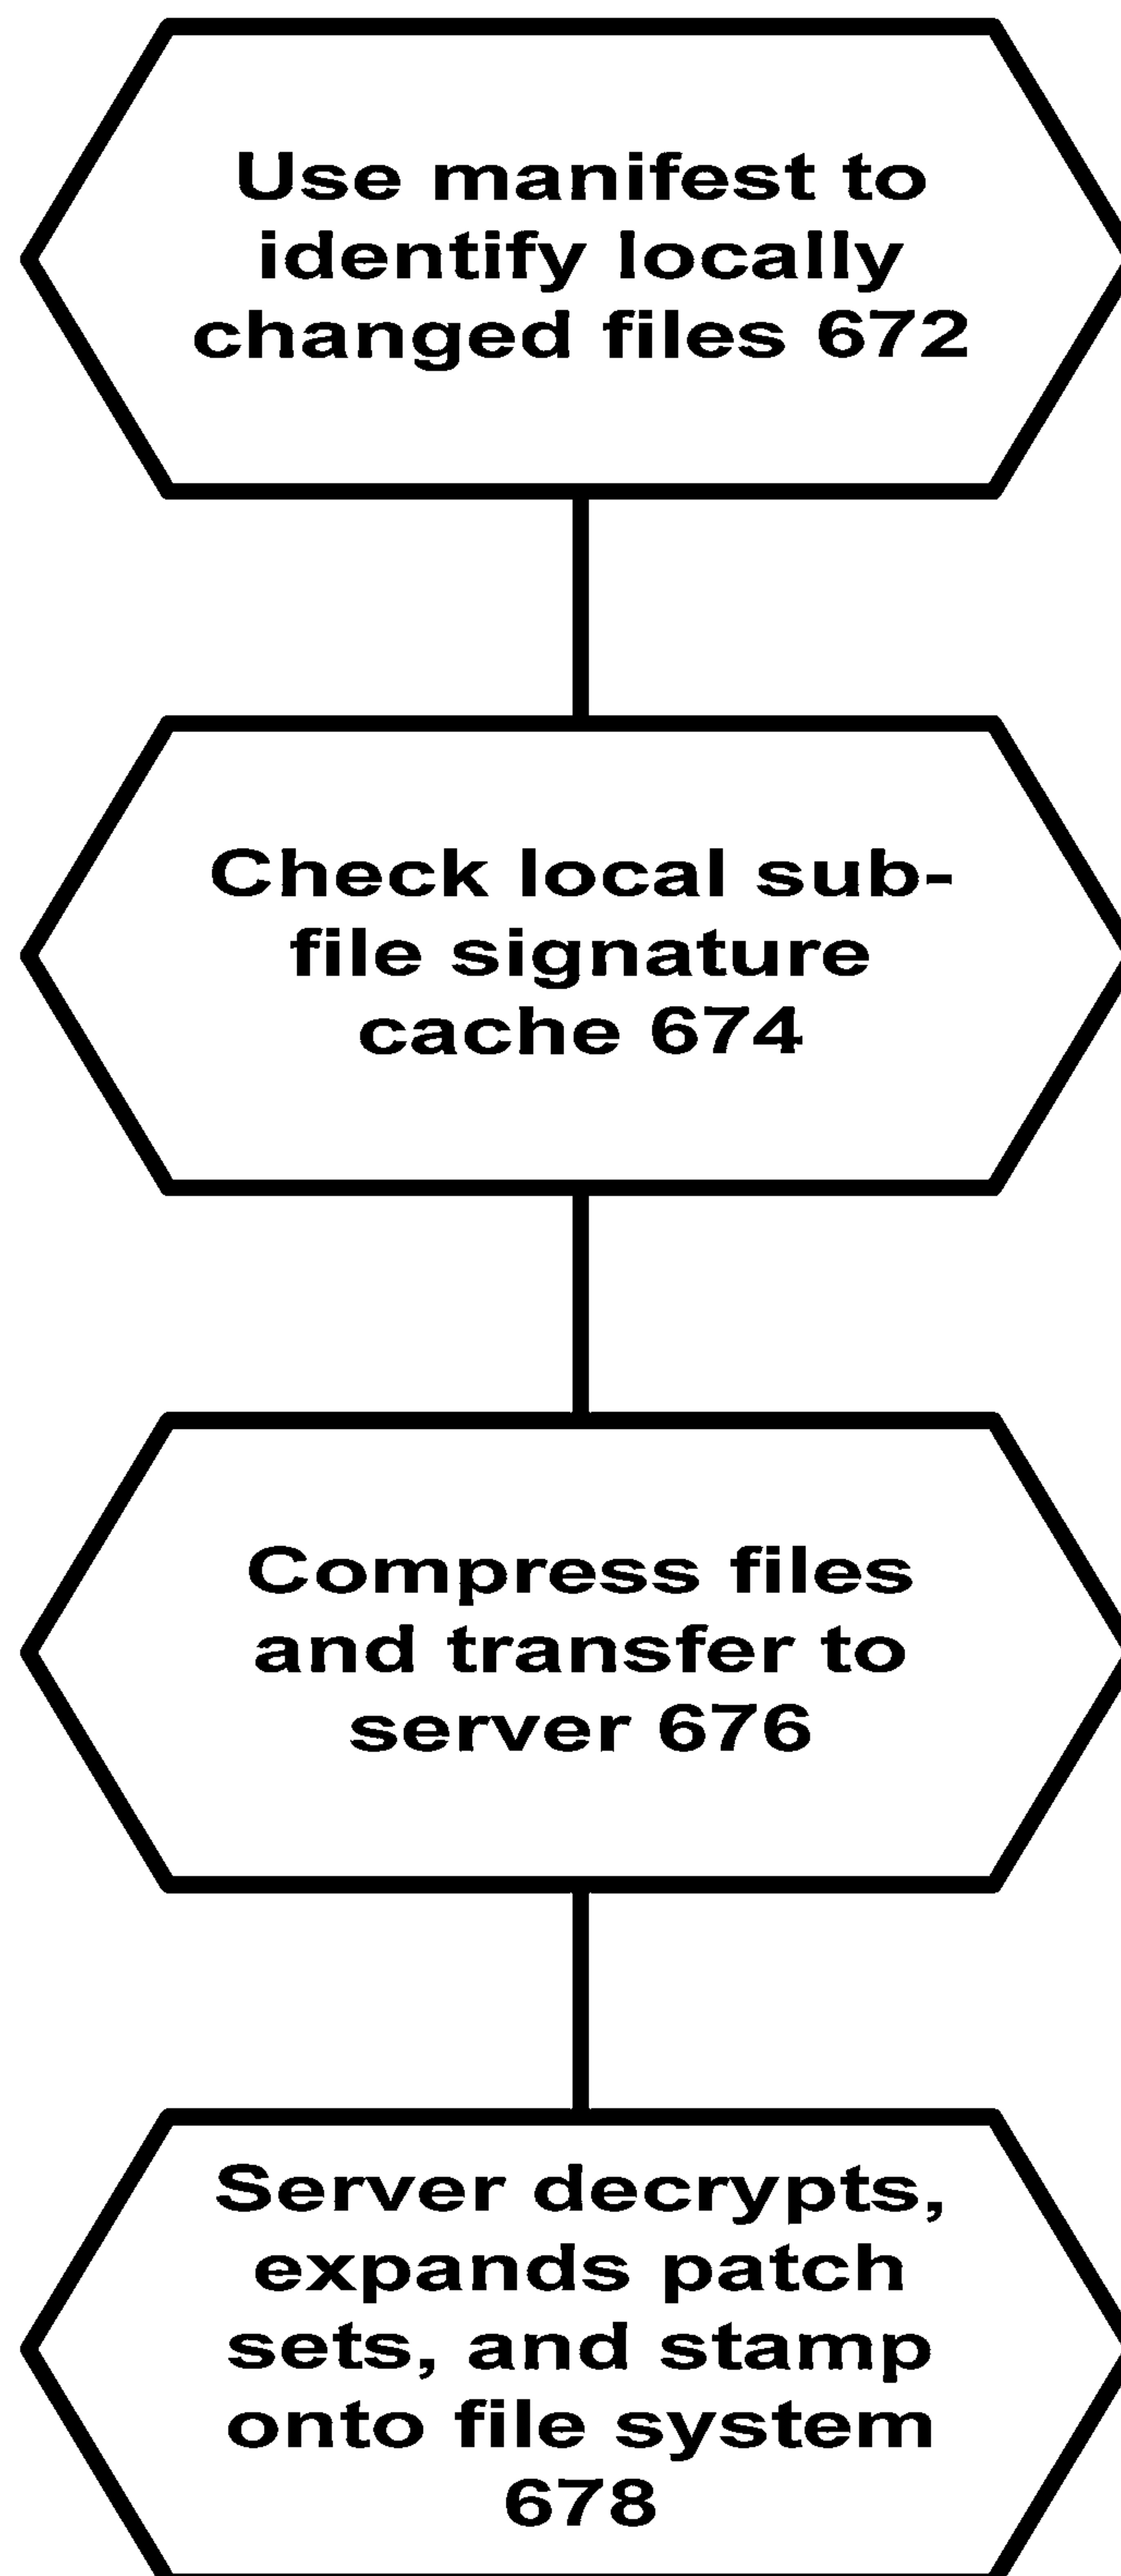 Use manifest to
identify locally
changed files 672
Check local sub-
file signature
cache 674
Compress files
and transfer to
server 676
Server decrypts,
expands patch
sets, and stamp
onto file system
678